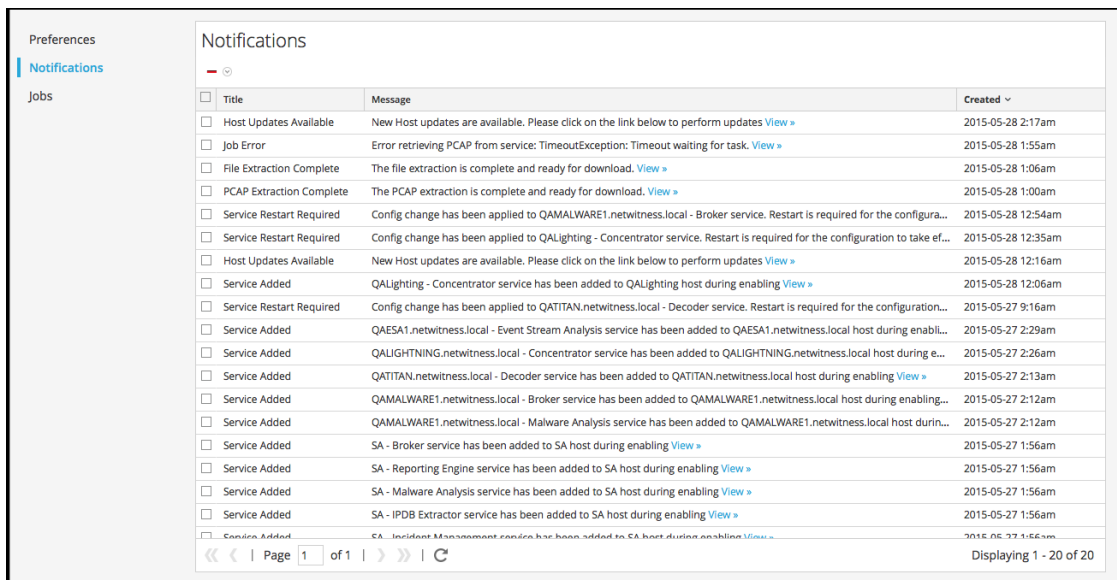 Preferences
Notifications
Jobs
Notifications
Title Message Created
Host Updates Available New Host updates are available. Please click on the link below to perform updates View » 2015-05-28 2:17am
Job Error Error retrieving PCAP from service: TimeoutException: Timeout waiting for task. View » 2015-05-28 1:55am
File Extraction Complete The file extraction is complete and ready for download. View » 2015-05-28 1:06am
PCAP Extraction Complete The PCAP extraction is complete and ready for download. View » 2015-05-28 1:00am
Service Restart Required Config change has been applied to QAMALWARE1.netwitness.local - Broker service. Restart is required for the configura... 2015-05-28 12:54am
Service Restart Required Config change has been applied to QALighting - Concentrator service. Restart is required for the configuration to take ef... 2015-05-28 12:35am
Host Updates Available New Host updates are available. Please click on the link below to perform updates View » 2015-05-28 12:16am
Service Added QALighting - Concentrator service has been added to QALighting host during enabling View » 2015-05-28 12:06am
Service Restart Required Config change has been applied to QATITAN.netwitness.local - Decoder service. Restart is required for the configuration... 2015-05-27 9:16am
Service Added QAESA1.netwitness.local - Event Stream Analysis service has been added to QAESA1.netwitness.local host during enabli... 2015-05-27 2:29am
Service Added QALIGHTNING.netwitness.local - Concentrator service has been added to QALIGHTNING.netwitness.local host during e... 2015-05-27 2:26am
Service Added QATITAN.netwitness.local - Decoder service has been added to QATITAN.netwitness.local host during enabling View » 2015-05-27 2:13am
Service Added QAMALWARE1.netwitness.local - Broker service has been added to QAMALWARE1.netwitness.local host during enabling... 2015-05-27 2:12am
Service Added QAMALWARE1.netwitness.local - Malware Analysis service has been added to QAMALWARE1.netwitness.local host durin... 2015-05-27 2:12am
Service Added SA - Broker service has been added to SA host during enabling View » 2015-05-27 1:56am
Service Added SA - Reporting Engine service has been added to SA host during enabling View » 2015-05-27 1:56am
Service Added SA - Malware Analysis service has been added to SA host during enabling View » 2015-05-27 1:56am
Service Added SA - IPDB Extractor service has been added to SA host during enabling View » 2015-05-27 1:56am
Service Added SA - Incident Management service has been added to SA host during enabling View » 2015-05-27 1:56am
Page 1 of 1 Displaying 1 - 20 of 20